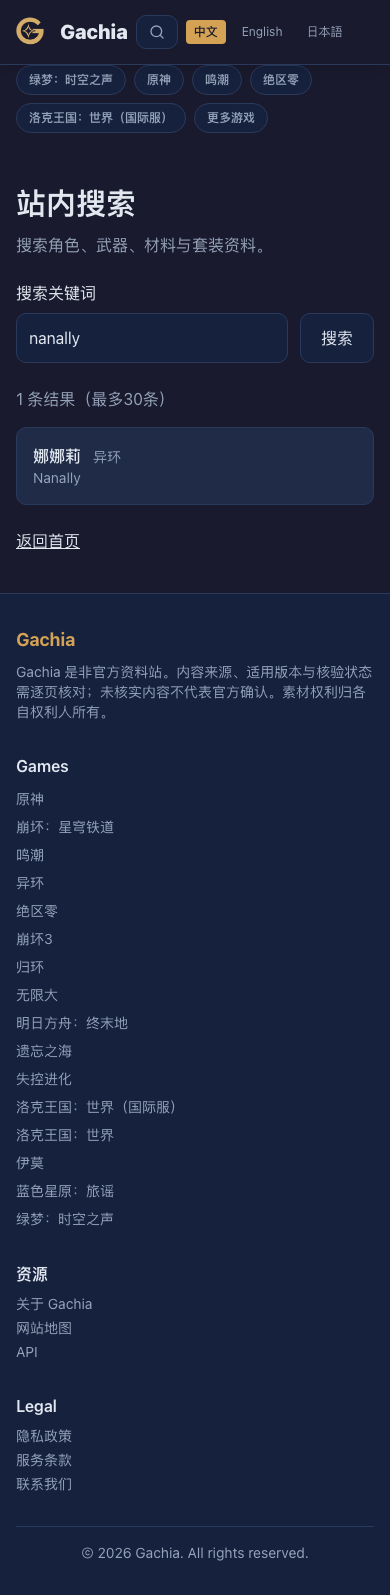 Gachia
中文 English 日本語
绿梦：时空之声 原神 鸣潮 绝区零
洛克王国：世界（国际服） 更多游戏
站内搜索
搜索角色、武器、材料与套装资料。
搜索关键词
nanally 搜索
1 条结果（最多30条）
娜娜莉 异环
Nanally
返回首页
Gachia
Gachia 是非官方资料站。内容来源、适用版本与核验状态
需逐页核对；未核实内容不代表官方确认。素材权利归各
自权利人所有。
Games
原神
崩坏：星穹铁道
鸣潮
异环
绝区零
崩坏3
归环
无限大
明日方舟：终末地
遗忘之海
失控进化
洛克王国：世界（国际服）
洛克王国：世界
伊莫
蓝色星原：旅谣
绿梦：时空之声
资源
关于 Gachia
网站地图
API
Legal
隐私政策
服务条款
联系我们
© 2026 Gachia. All rights reserved.